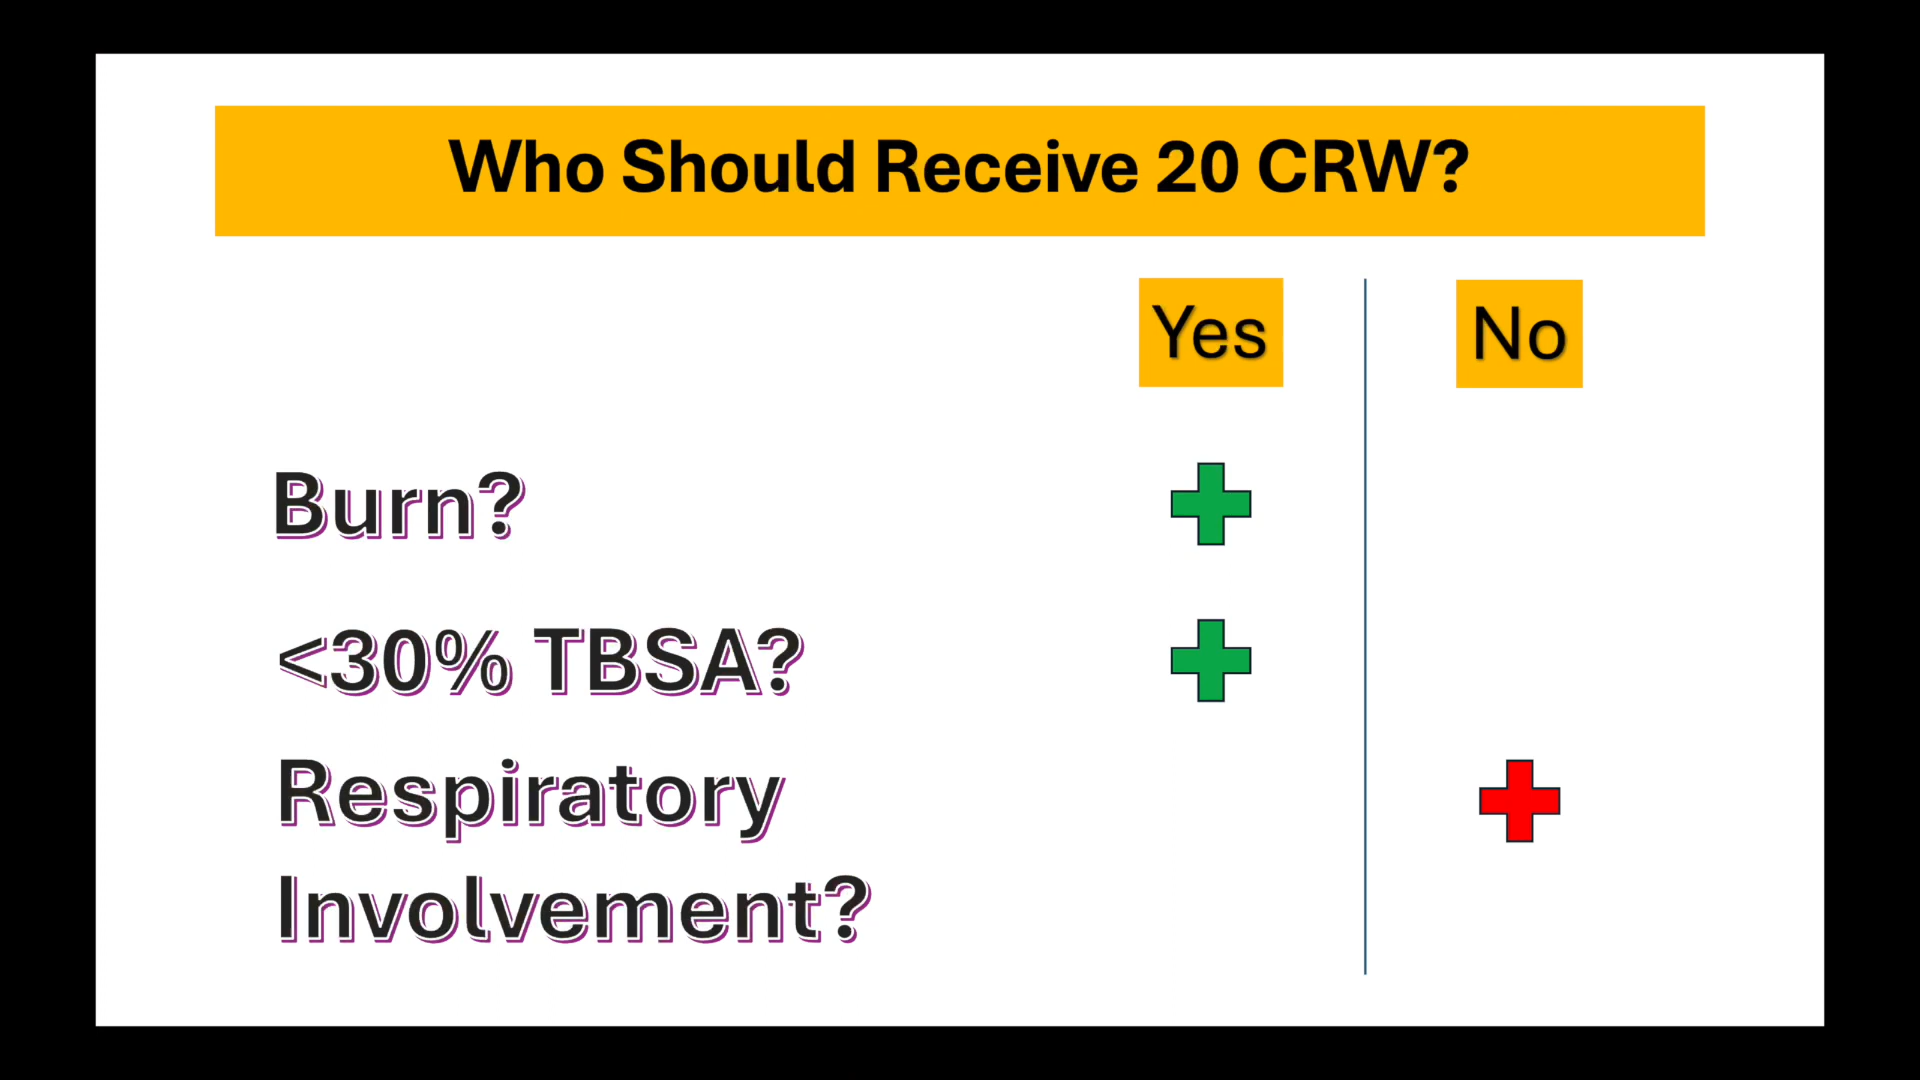 Who Should Receive 20 CRW?
Yes
No
Burn?
<30% TBSA?
Respiratory
Involvement?